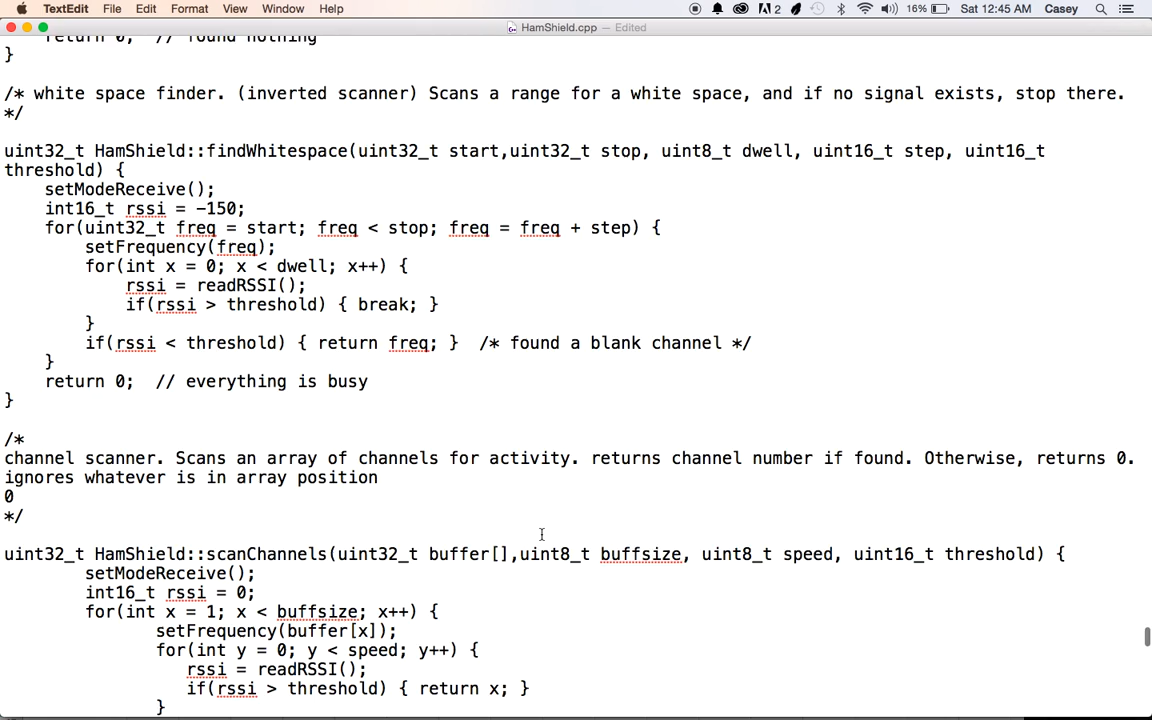 TextEdit File Edit Format View Window Help 2 16% Sat 12:45 AM Casey
HamShield.cpp — Edited
return 0; // found nothing
}
/* white space finder. (inverted scanner) Scans a range for a white space, and if no signal exists, stop there.
*/
uint32_t HamShield::findWhitespace(uint32_t start,uint32_t stop, uint8_t dwell, uint16_t step, uint16_t
threshold) {
setModeReceive();
int16_t rssi = -150;
for(uint32_t freq = start; freq < stop; freq = freq + step) {
setFrequency(freq);
for(int x = 0; x < dwell; x++) {
rssi = readRSSI();
if(rssi > threshold) { break; }
}
if(rssi < threshold) { return freq; } /* found a blank channel */
}
return 0; // everything is busy
}
/*
channel scanner. Scans an array of channels for activity. returns channel number if found. Otherwise, returns 0.
ignores whatever is in array position
0
*/
uint32_t HamShield::scanChannels(uint32_t buffer[],uint8_t buffsize, uint8_t speed, uint16_t threshold) {
setModeReceive();
int16_t rssi = 0;
for(int x = 1; x < buffsize; x++) {
setFrequency(buffer[x]);
for(int y = 0; y < speed; y++) {
rssi = readRSSI();
if(rssi > threshold) { return x; }
}